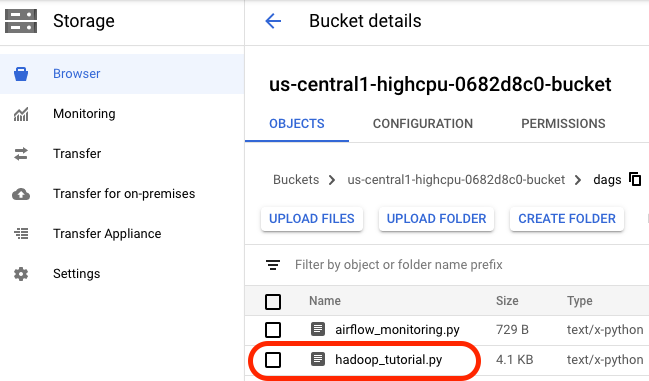 Storage
Bucket details
Browser
Monitoring
Transfer
Transfer for on-premises
Transfer Appliance
Settings
us-central1-highcpu-0682d8c0-bucket
OBJECTS CONFIGURATION PERMISSIONS
Buckets us-central1-highcpu-0682d8c0-bucket dags
UPLOAD FILES UPLOAD FOLDER CREATE FOLDER
Filter by object or folder name prefix
Name Size Type
airflow_monitoring.py 729 B text/x-python
hadoop_tutorial.py 4.1 KB text/x-python